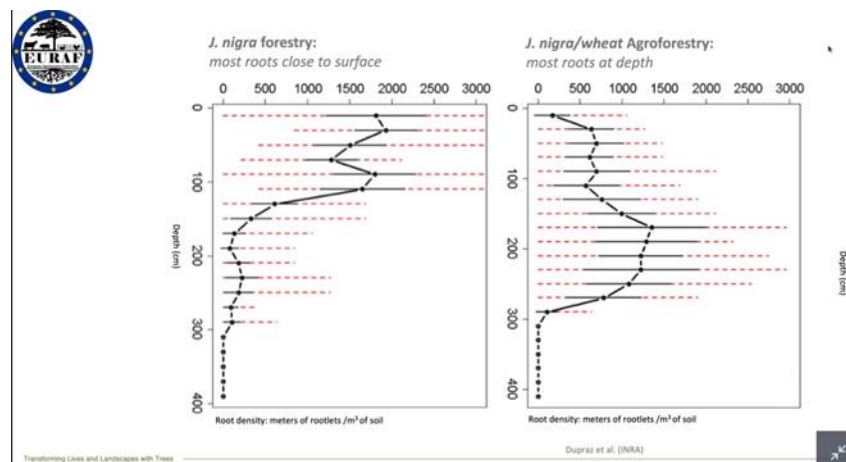 EURAF
J. nigra forestry:
most roots close to surface
0 500 1000 1500 2000 2500 3000
0
100
200
300
400
Depth (cm)
Root density: meters of rootlets /m³ of soil
J. nigra/wheat Agroforestry:
most roots at depth
0 500 1000 1500 2000 2500 3000
0
100
200
300
400
Depth (cm)
Root density: meters of rootlets /m³ of soil
Dupraz et al. (INRA)
Transforming Lives and Landscapes with Trees